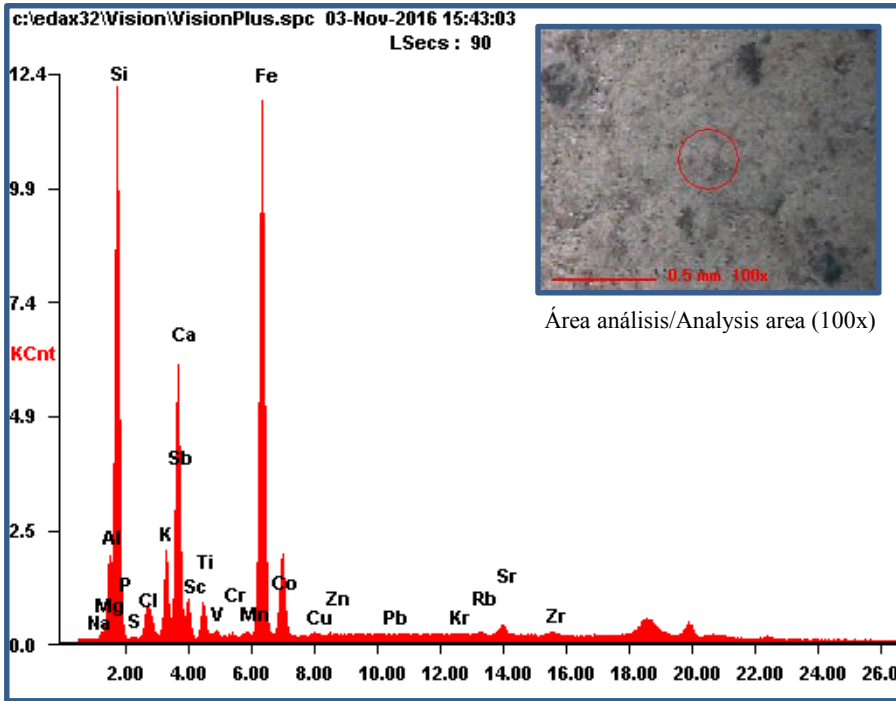 c:\edax32\Vision\VisionPlus.spc 03-Nov-2016 15:43:03
LSecs : 90
12.4
9.9
7.4
KCnt
4.9
2.5
0.0
Si
Fe
Ca
Sb
Al
K
P
Ti
Mg
Cl
Sc
Na
S
V
Cr
Mn
Co
Cu
Zn
Pb
Kr
Rb
Sr
Zr
2.00 4.00 6.00 8.00 10.00 12.00 14.00 16.00 18.00 20.00 22.00 24.00 26.0
0.5 mm 100x
Área análisis/Analysis area (100x)